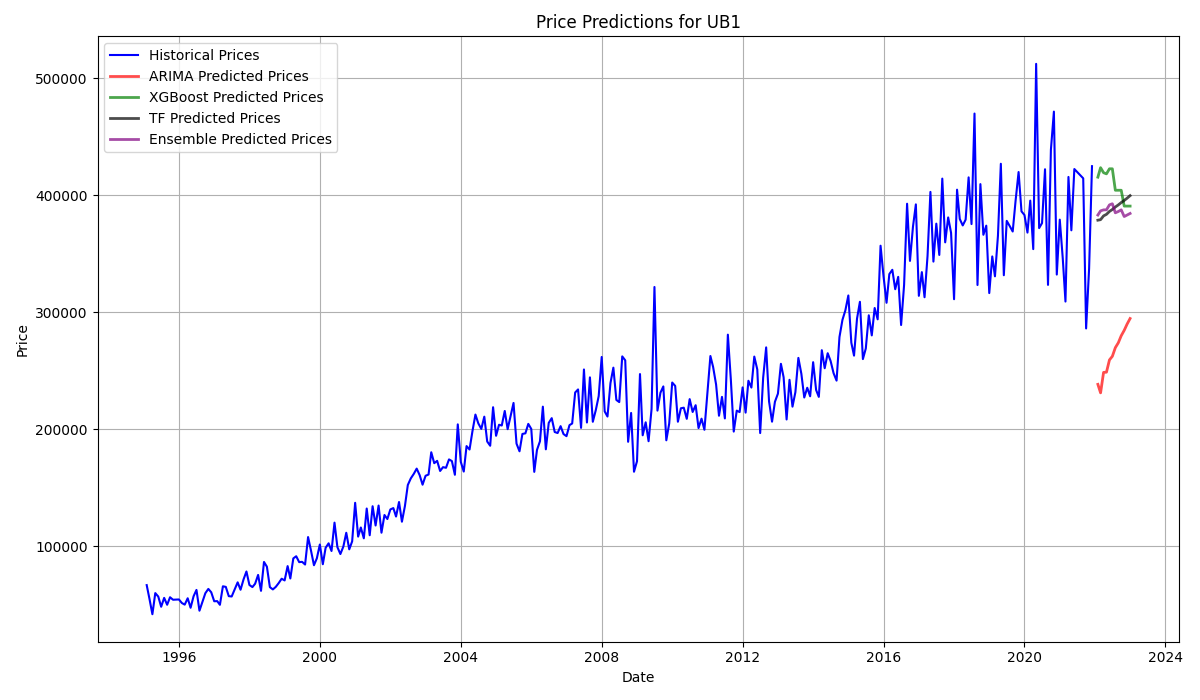 Price Predictions for UB1
Historical Prices
ARIMA Predicted Prices
XGBoost Predicted Prices
TF Predicted Prices
Ensemble Predicted Prices
500000
400000
300000
200000
100000
Price
1996
2000
2004
2008
2012
2016
2020
2024
Date